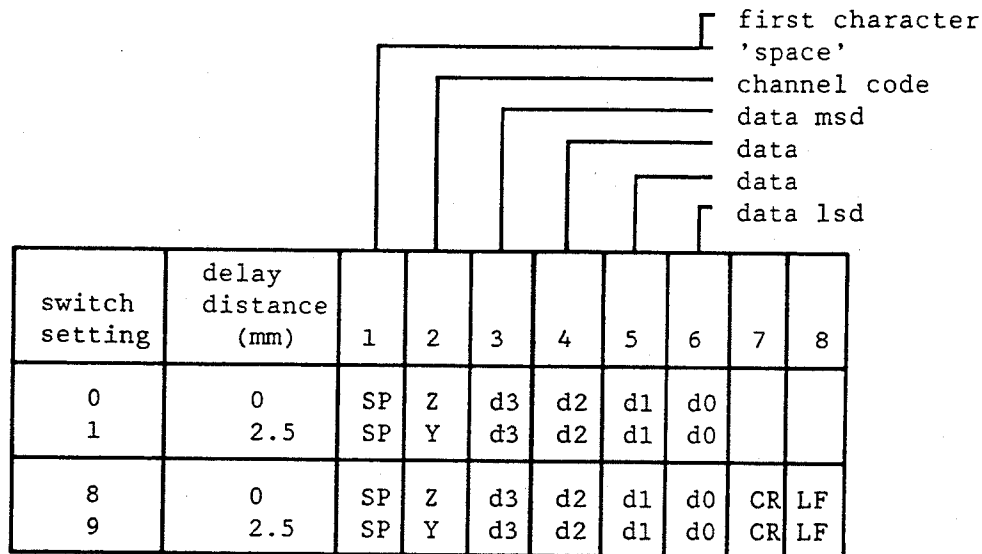 first character
'space'
channel code
data msd
data
data
data lsd
switch setting delay distance (mm) 1 2 3 4 5 6 7 8
0 0 SP Z d3 d2 d1 d0
1 2.5 SP Y d3 d2 d1 d0
8 0 SP Z d3 d2 d1 d0 CR LF
9 2.5 SP Y d3 d2 d1 d0 CR LF